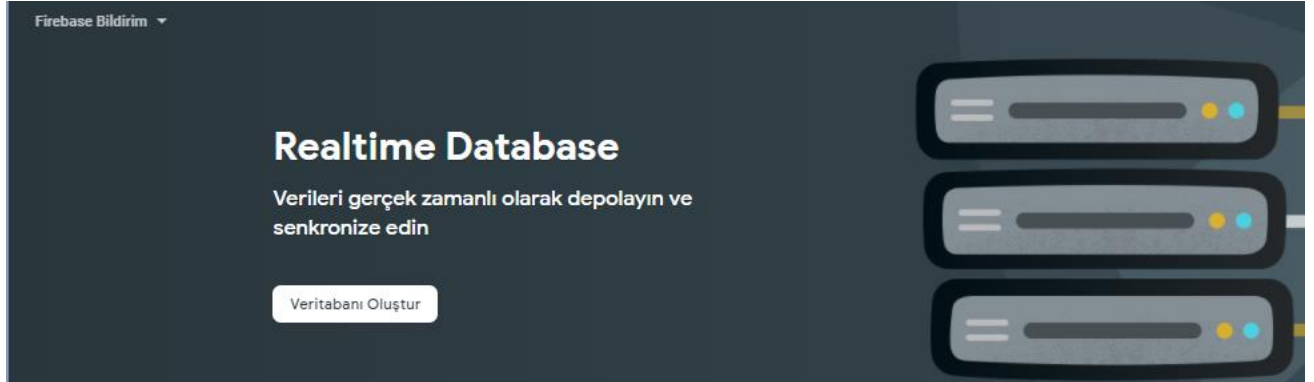 Firebase Bildirim
Realtime Database
Verileri gerçek zamanlı olarak depolayın ve
senkronize edin
Veritabanı Oluştur